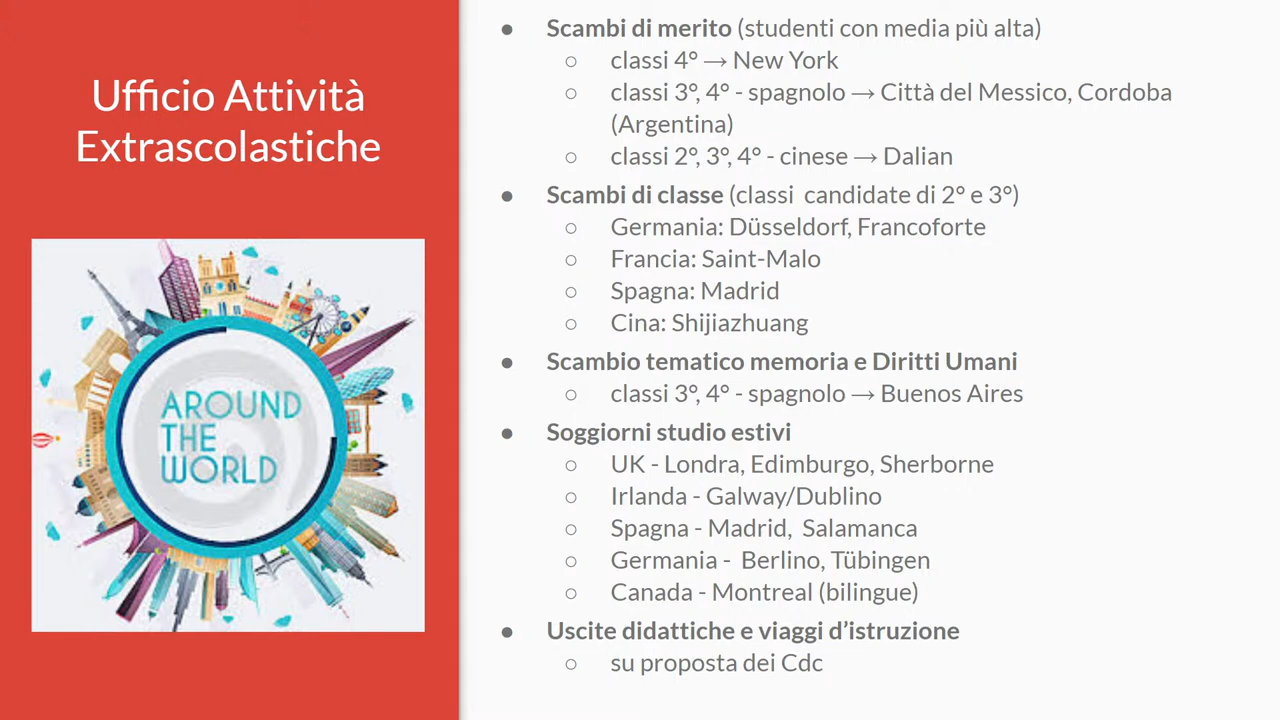 Ufficio Attività
Extrascolastiche
AROUND
THE
WORLD
● Scambi di merito (studenti con media più alta)
○ classi 4° → New York
○ classi 3°, 4° - spagnolo → Città del Messico, Cordoba
(Argentina)
○ classi 2°, 3°, 4° - cinese → Dalian
● Scambi di classe (classi  candidate di 2° e 3°)
○ Germania: Düsseldorf, Francoforte
○ Francia: Saint-Malo
○ Spagna: Madrid
○ Cina: Shijiazhuang
● Scambio tematico memoria e Diritti Umani
○ classi 3°, 4° - spagnolo → Buenos Aires
● Soggiorni studio estivi
○ UK - Londra, Edimburgo, Sherborne
○ Irlanda - Galway/Dublino
○ Spagna - Madrid,  Salamanca
○ Germania -  Berlino, Tübingen
○ Canada - Montreal (bilingue)
● Uscite didattiche e viaggi d’istruzione
○ su proposta dei Cdc